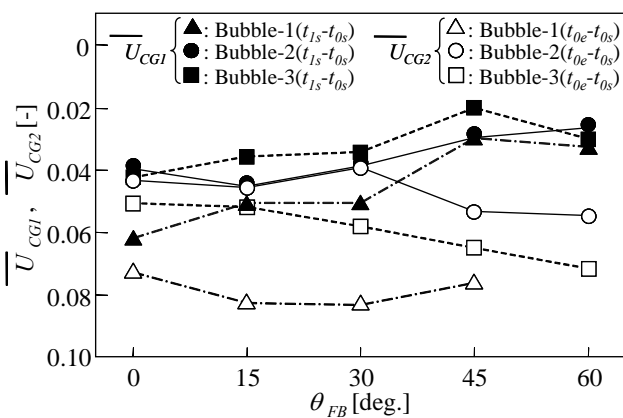 U_CG1 ▲: Bubble-1(t_1s-t_0s) U_CG2 △: Bubble-1(t_0e-t_0s)
●: Bubble-2(t_1s-t_0s) ○: Bubble-2(t_0e-t_0s)
■: Bubble-3(t_1s-t_0s) □: Bubble-3(t_0e-t_0s)
U_CG1, U_CG2 [-]
0
0.02
0.04
0.06
0.08
0.10
0 15 30 45 60
θ_FB [deg.]